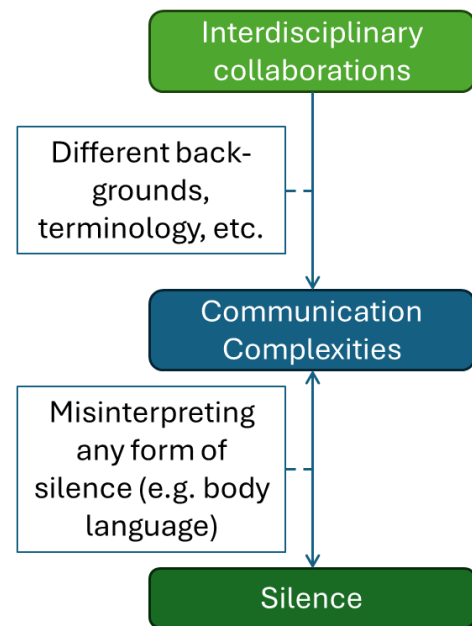 Interdisciplinary
collaborations
Different back-
grounds,
terminology, etc.
Communication
Complexities
Misinterpreting
any form of
silence (e.g. body
language)
Silence